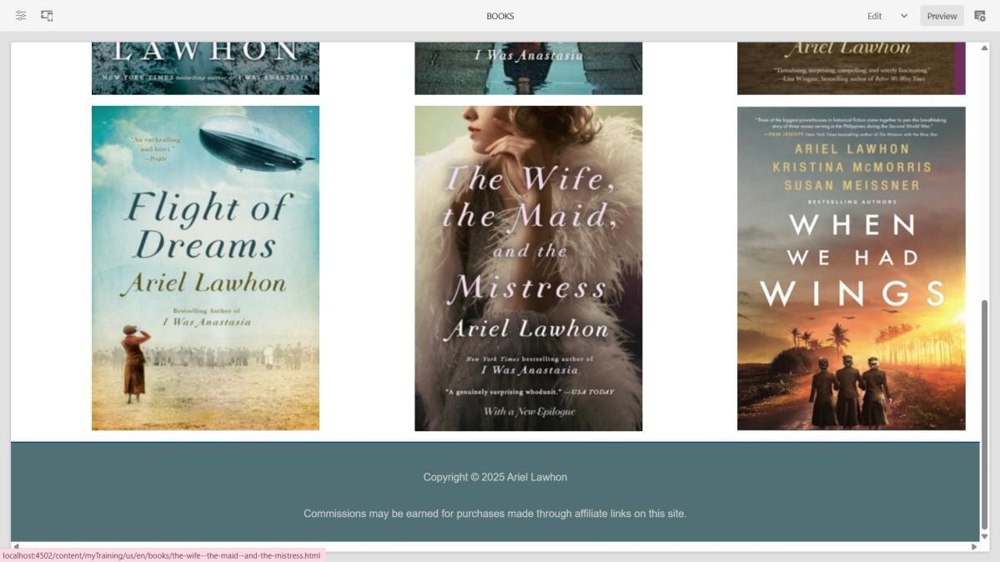 BOOKS
Edit
Preview
LAWHON
NEW YORK TIMES bestselling author of I WAS ANASTASIA
I Was Anastasia
Ariel Lawhon
"Tantalizing, surprising, compelling, and utterly fascinating."
—Lisa Wingate, bestselling author of Before We Were Yours
"An enthralling
nail-biter."
—People
Flight of
Dreams
Ariel Lawhon
Bestselling Author of
I Was Anastasia
The Wife,
the Maid,
and the
Mistress
Ariel Lawhon
New York Times bestselling author of
I Was Anastasia
"A genuinely surprising whodunit." —USA TODAY
With a New Epilogue
"Three of the biggest powerhouses in historical fiction come together to pen this breathtaking
story of three nurses serving in the Philippines during the Second World War."
—PAM JENOFF, New York Times bestselling author of The Woman with the Blue Star
ARIEL LAWHON
KRISTINA McMORRIS
SUSAN MEISSNER
BESTSELLING AUTHORS
WHEN
WE HAD
WINGS
Copyright © 2025 Ariel Lawhon
Commissions may be earned for purchases made through affiliate links on this site.
localhost:4502/content/myTraining/us/en/books/the-wife--the-maid--and-the-mistress.html